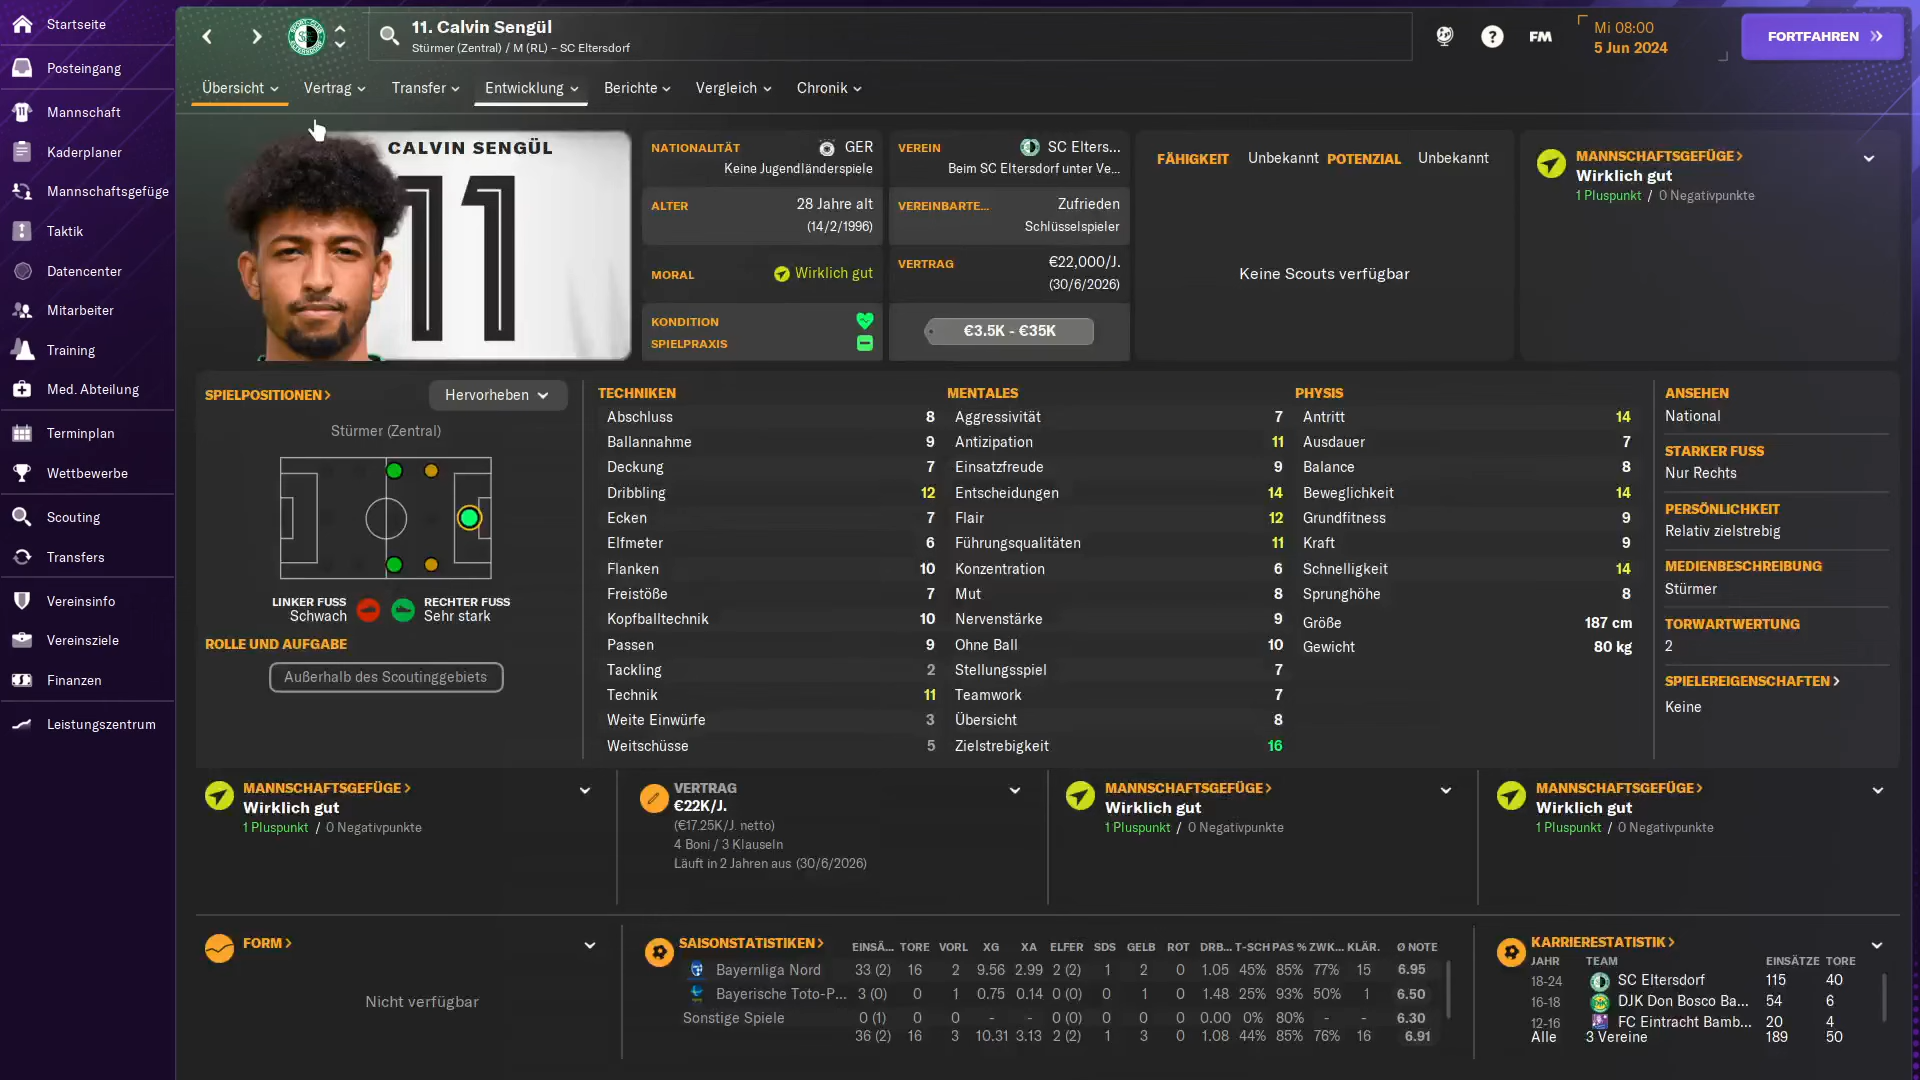 Startseite
Posteingang
Mannschaft
Kaderplaner
Mannschaftsgefüge
Taktik
Datencenter
Mitarbeiter
Training
Med. Abteilung
Terminplan
Wettbewerbe
Scouting
Transfers
Vereinsinfo
Vereinsziele
Finanzen
Leistungszentrum
11. Calvin Sengül
Stürmer (Zentral) / M (RL) – SC Eltersdorf
FM
Mi 08:00
5 Jun 2024
FORTFAHREN
Übersicht Vertrag Transfer Entwicklung Berichte Vergleich Chronik
CALVIN SENGÜL
11
NATIONALITÄT GER
Keine Jugendländerspiele
ALTER 28 Jahre alt
(14/2/1996)
MORAL Wirklich gut
KONDITION
SPIELPRAXIS
VEREIN SC Elters...
Beim SC Eltersdorf unter Ve...
VEREINBARTE... Zufrieden
Schlüsselspieler
VERTRAG €22,000/J.
(30/6/2026)
€3.5K - €35K
FÄHIGKEIT Unbekannt POTENZIAL Unbekannt
Keine Scouts verfügbar
MANNSCHAFTSGEFÜGE
Wirklich gut
1 Pluspunkt / 0 Negativpunkte
SPIELPOSITIONEN Hervorheben
Stürmer (Zentral)
LINKER FUSS RECHTER FUSS
Schwach Sehr stark
ROLLE UND AUFGABE
Außerhalb des Scoutinggebiets
TECHNIKEN
Abschluss 8
Ballannahme 9
Deckung 7
Dribbling 12
Ecken 7
Elfmeter 6
Flanken 10
Freistöße 7
Kopfballtechnik 10
Passen 9
Tackling 2
Technik 11
Weite Einwürfe 3
Weitschüsse 5
MENTALES
Aggressivität 7
Antizipation 11
Einsatzfreude 9
Entscheidungen 14
Flair 12
Führungsqualitäten 11
Konzentration 6
Mut 8
Nervenstärke 9
Ohne Ball 10
Stellungsspiel 7
Teamwork 7
Übersicht 8
Zielstrebigkeit 16
PHYSIS
Antritt 14
Ausdauer 7
Balance 8
Beweglichkeit 14
Grundfitness 9
Kraft 9
Schnelligkeit 14
Sprunghöhe 8
Größe 187 cm
Gewicht 80 kg
ANSEHEN
National
STARKER FUSS
Nur Rechts
PERSÖNLICHKEIT
Relativ zielstrebig
MEDIENBESCHREIBUNG
Stürmer
TORWARTWERTUNG
2
SPIELEREIGENSCHAFTEN
Keine
MANNSCHAFTSGEFÜGE
Wirklich gut
1 Pluspunkt / 0 Negativpunkte
VERTRAG
€22K/J.
(€17.25K/J. netto)
4 Boni / 3 Klauseln
Läuft in 2 Jahren aus (30/6/2026)
MANNSCHAFTSGEFÜGE
Wirklich gut
1 Pluspunkt / 0 Negativpunkte
MANNSCHAFTSGEFÜGE
Wirklich gut
1 Pluspunkt / 0 Negativpunkte
FORM
Nicht verfügbar
SAISONSTATISTIKEN EINSÄ... TORE VORL XG XA ELFER SDS GELB ROT DRB... T-SCH PAS % ZWK... KLÄR. Ø NOTE
Bayernliga Nord 33 (2) 16 2 9.56 2.99 2 (2) 1 2 0 1.05 45% 85% 77% 15 6.95
Bayerische Toto-P... 3 (0) 0 1 0.75 0.14 0 (0) 0 1 0 1.48 25% 93% 50% 1 6.50
Sonstige Spiele 0 (1) 0 0 - - 0 (0) 0 0 0 0.00 0% 80% - - 6.30
36 (2) 16 3 10.31 3.13 2 (2) 1 3 0 1.08 44% 85% 76% 16 6.91
KARRIERESTATISTIK
JAHR TEAM EINSÄTZE TORE
18-24 SC Eltersdorf 115 40
16-18 DJK Don Bosco Ba... 54 6
12-16 FC Eintracht Bamb... 20 4
Alle 3 Vereine 189 50